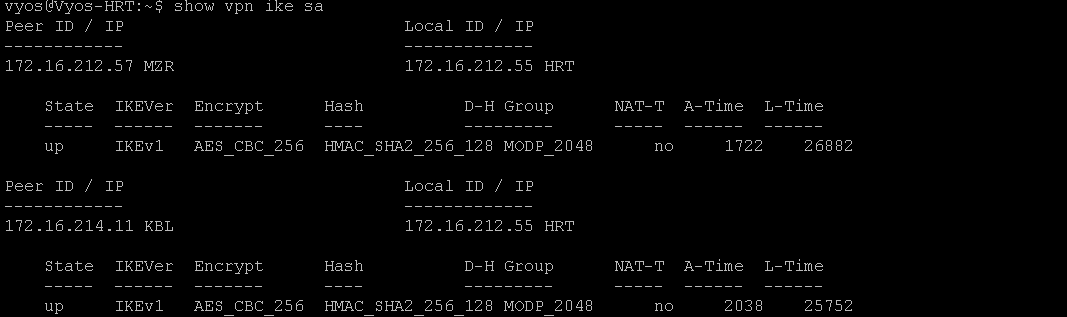 vyos@Vyos-HRT:~$ show vpn ike sa
Peer ID / IP                            Local ID / IP
------------                            -------------
172.16.212.57 MZR                       172.16.212.55 HRT
    State  IKEVer  Encrypt      Hash          D-H Group      NAT-T  A-Time  L-Time
    -----  ------  -------      ----          ---------      -----  ------  ------
    up     IKEv1   AES_CBC_256  HMAC_SHA2_256_128 MODP_2048      no     1722    26882
Peer ID / IP                            Local ID / IP
------------                            -------------
172.16.214.11 KBL                       172.16.212.55 HRT
    State  IKEVer  Encrypt      Hash          D-H Group      NAT-T  A-Time  L-Time
    -----  ------  -------      ----          ---------      -----  ------  ------
    up     IKEv1   AES_CBC_256  HMAC_SHA2_256_128 MODP_2048      no     2038    25752